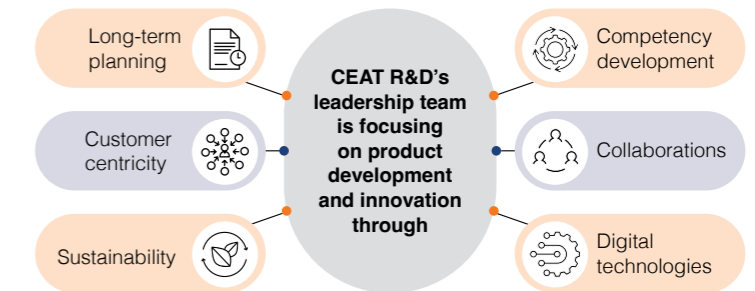 Long-term
planning
Customer
centricity
Sustainability
CEAT R&D’s
leadership team
is focusing
on product
development
and innovation
through
Competency
development
Collaborations
Digital
technologies